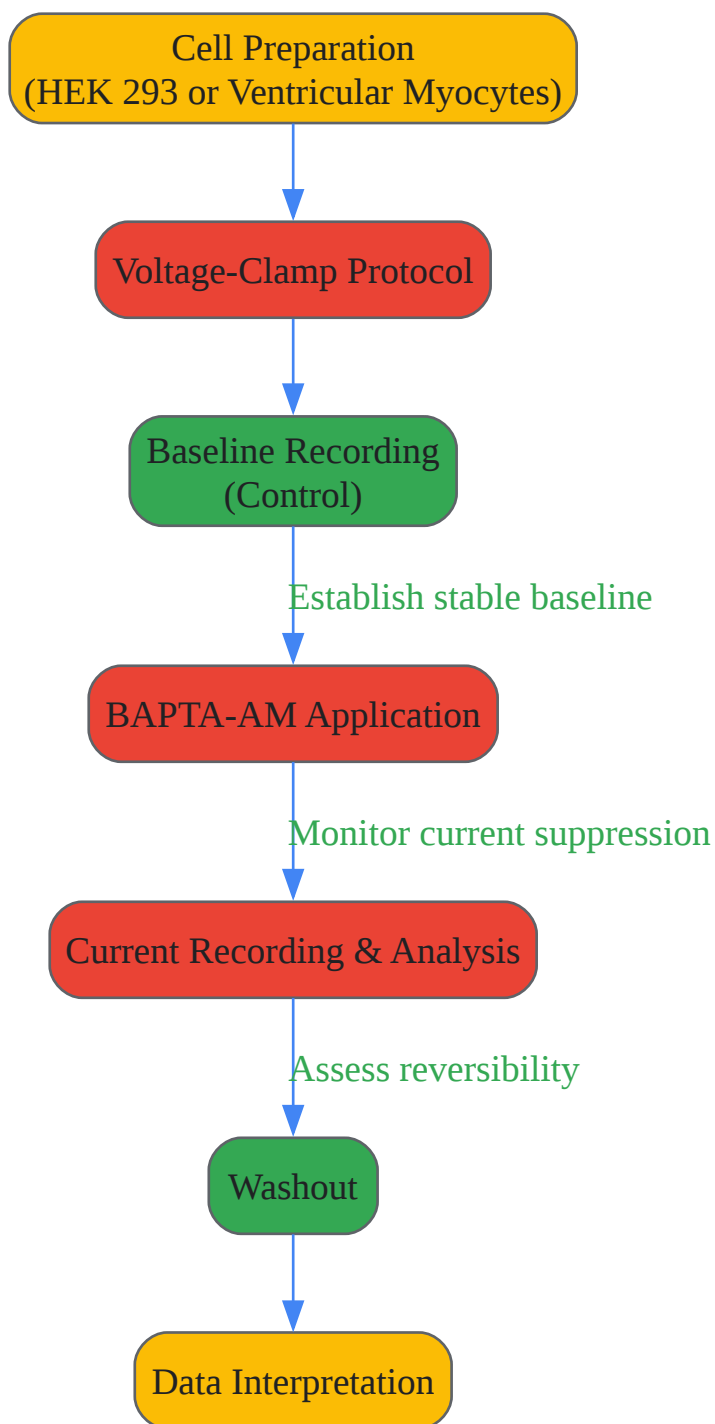 Cell Preparation
(HEK 293 or Ventricular Myocytes)
Voltage-Clamp Protocol
Baseline Recording
(Control)
Establish stable baseline
BAPTA-AM Application
Monitor current suppression
Current Recording & Analysis
Assess reversibility
Washout
Data Interpretation